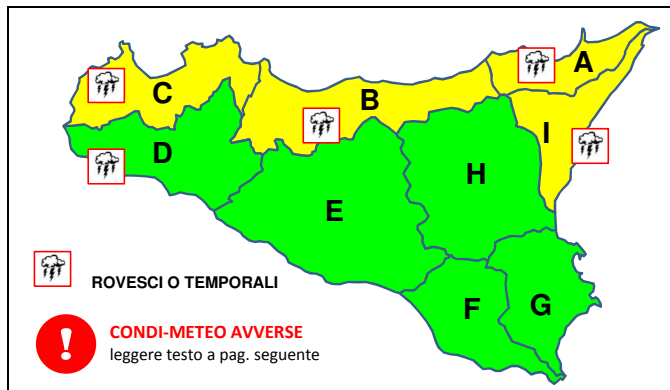 A
C
B
I
D
H
E
F
G
ROVESCI O TEMPORALI
CONDI-METEO AVVERSE
leggere testo a pag. seguente